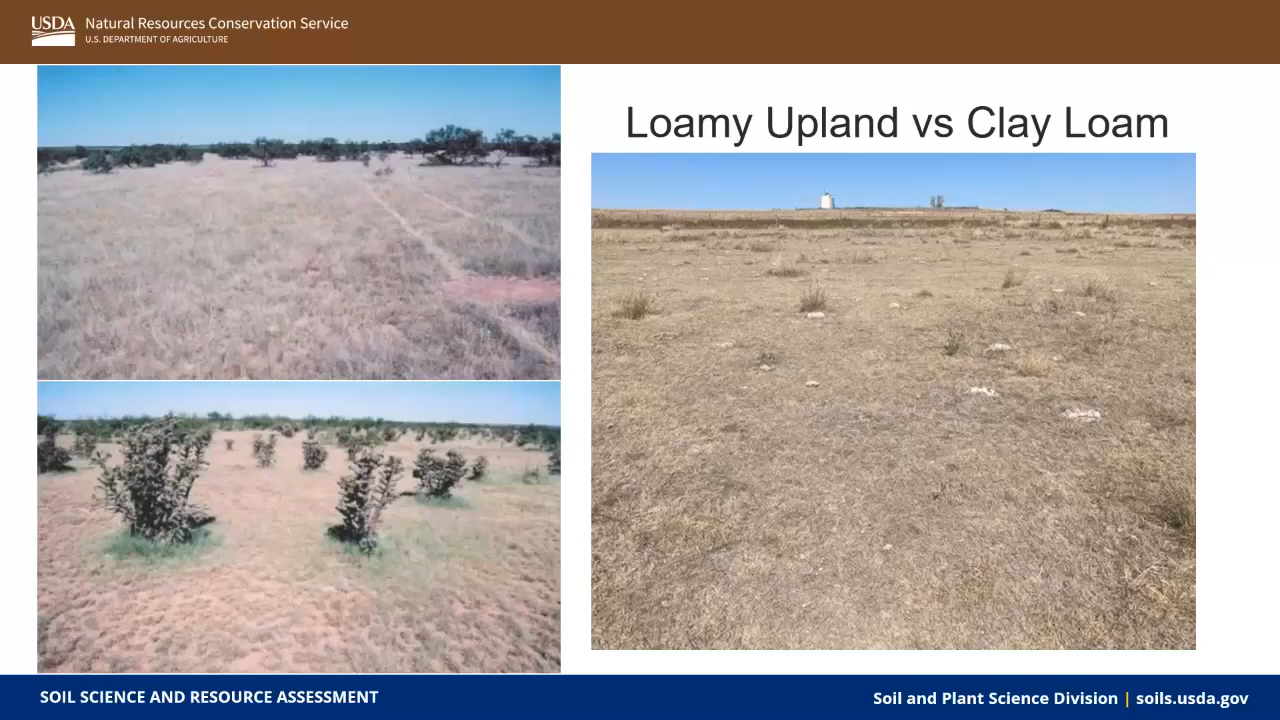 USDA
Natural Resources Conservation Service
U.S. DEPARTMENT OF AGRICULTURE
Loamy Upland vs Clay Loam
SOIL SCIENCE AND RESOURCE ASSESSMENT
Soil and Plant Science Division | soils.usda.gov